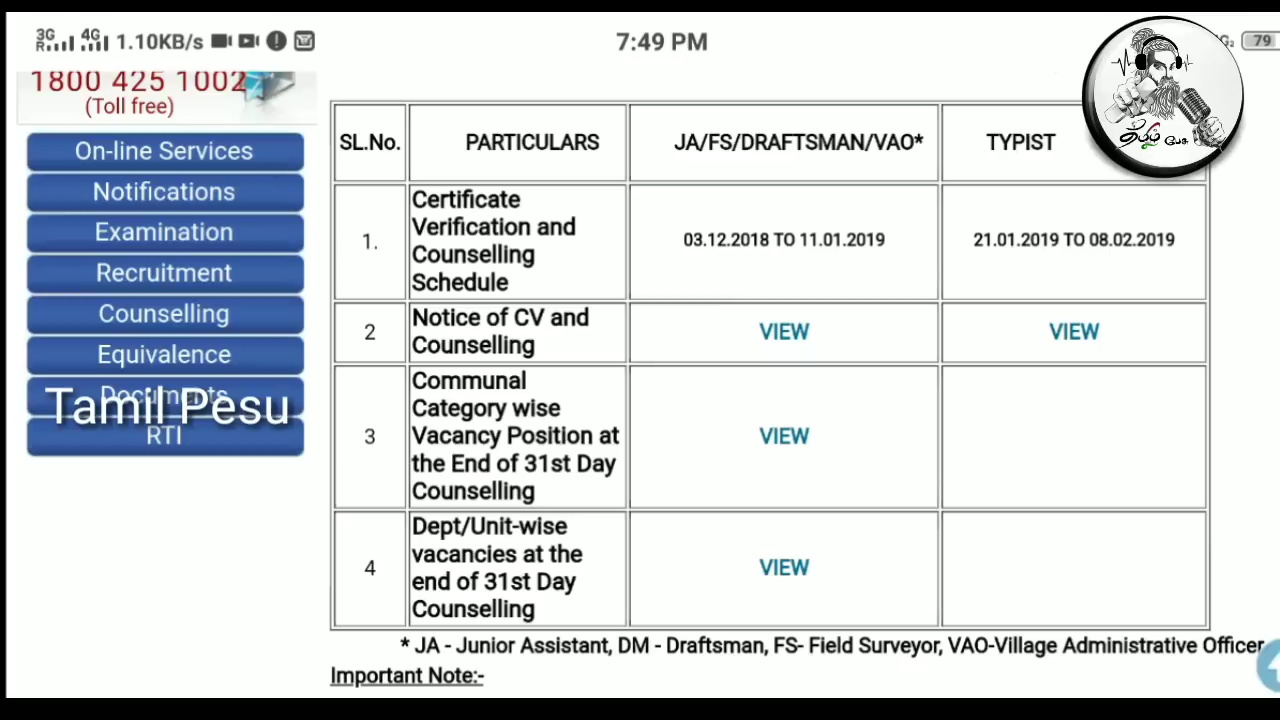 3G 4G R 1.10KB/s 7:49 PM 79
1800 425 1002
(Toll free)
On-line Services
Notifications
Examination
Recruitment
Counselling
Equivalence
Documents
Tamil Pesu
RTI
SL.No. PARTICULARS JA/FS/DRAFTSMAN/VAO* TYPIST
1. Certificate Verification and Counselling Schedule 03.12.2018 TO 11.01.2019 21.01.2019 TO 08.02.2019
2 Notice of CV and Counselling VIEW VIEW
3 Communal Category wise Vacancy Position at the End of 31st Day Counselling VIEW
4 Dept/Unit-wise vacancies at the end of 31st Day Counselling VIEW
* JA - Junior Assistant, DM - Draftsman, FS- Field Surveyor, VAO-Village Administrative Officer
Important Note:-
தமிழ் பேசு